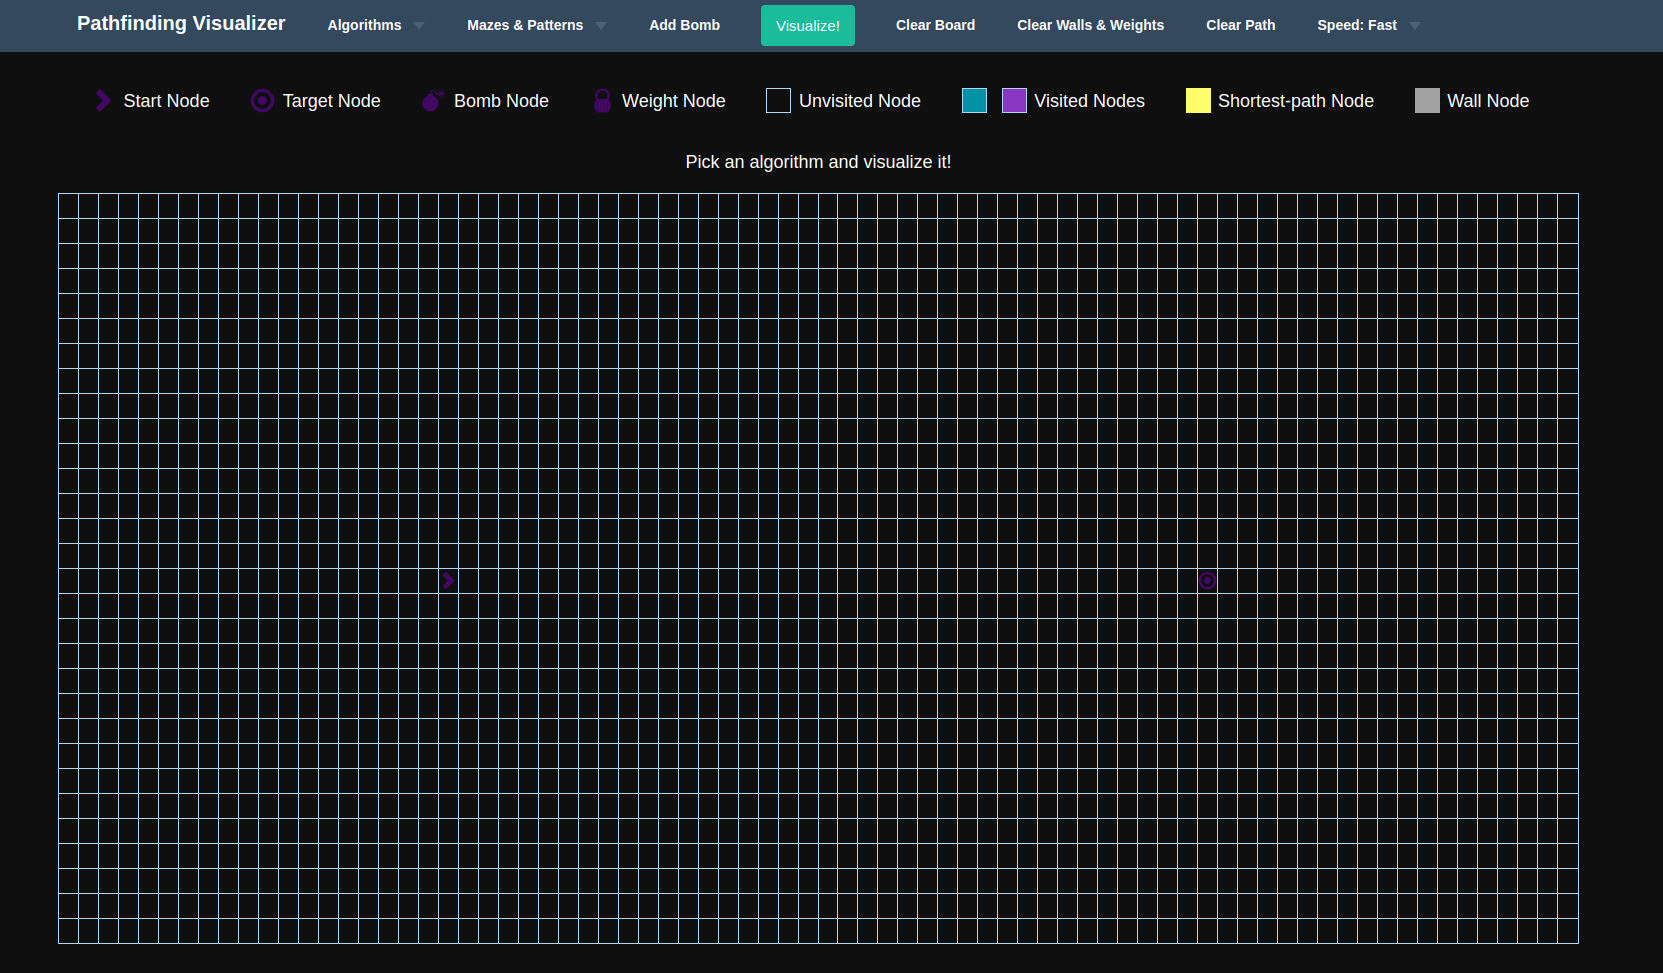 Pathfinding Visualizer Algorithms Mazes & Patterns Add Bomb Visualize! Clear Board Clear Walls & Weights Clear Path Speed: Fast
Start Node Target Node Bomb Node Weight Node Unvisited Node Visited Nodes Shortest-path Node Wall Node
Pick an algorithm and visualize it!